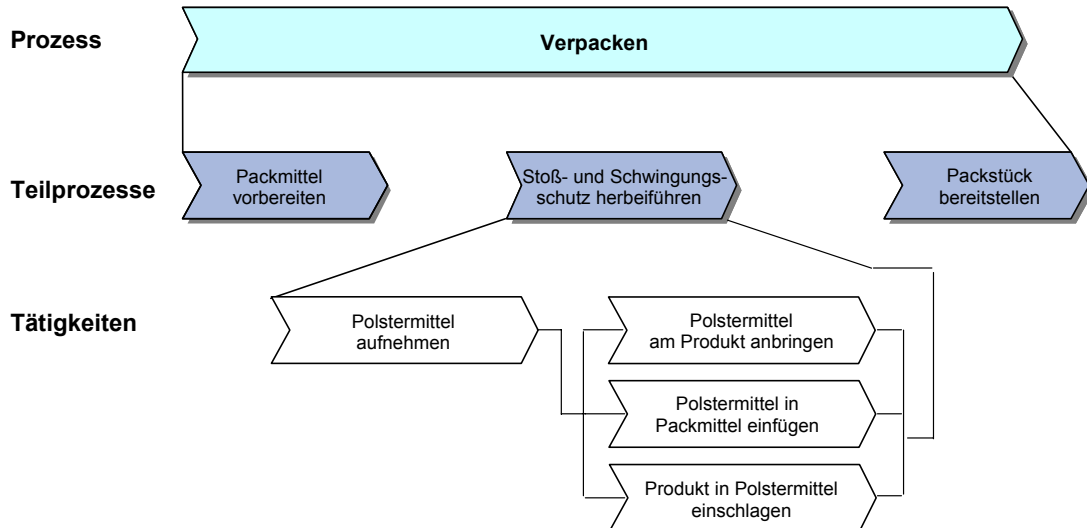 Prozess
Verpacken
Teilprozesse
Packmittel
vorbereiten
Stoß- und Schwingungs-
schutz herbeiführen
Packstück
bereitstellen
Tätigkeiten
Polstermittel
aufnehmen
Polstermittel
am Produkt anbringen
Polstermittel in
Packmittel einfügen
Produkt in Polstermittel
einschlagen